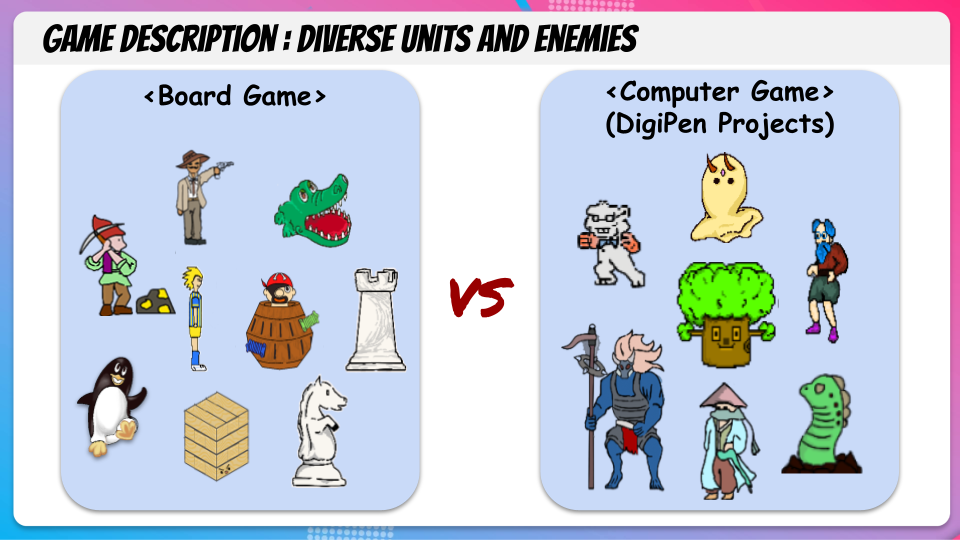 GAME DESCRIPTION : DIVERSE UNITS AND ENEMIES
<Board Game>
<Computer Game>
(DigiPen Projects)
VS